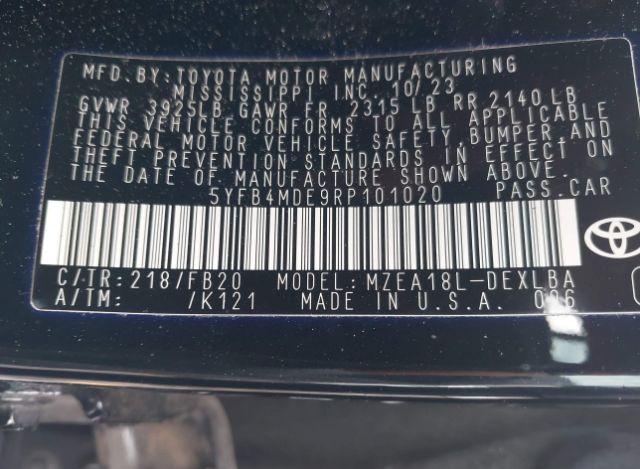 MFD. BY: TOYOTA MOTOR MANUFACTURING
MISSISSIPPI INC. 10/23
GVWR 3925LB GAWR FR 2315 LB RR 2140 LB
THIS VEHICLE CONFORMS TO ALL APPLICABLE
FEDERAL MOTOR VEHICLE SAFETY, BUMPER AND
THEFT PREVENTION STANDARDS IN EFFECT ON
THE DATE OF MANUFACTURE SHOWN ABOVE.
5YFB4MDE9RP101020 PASS. CAR
C/TR: 218/FB20 MODEL: MZEA18L-DEXLBA
A/TM: /K121 MADE IN U.S.A.